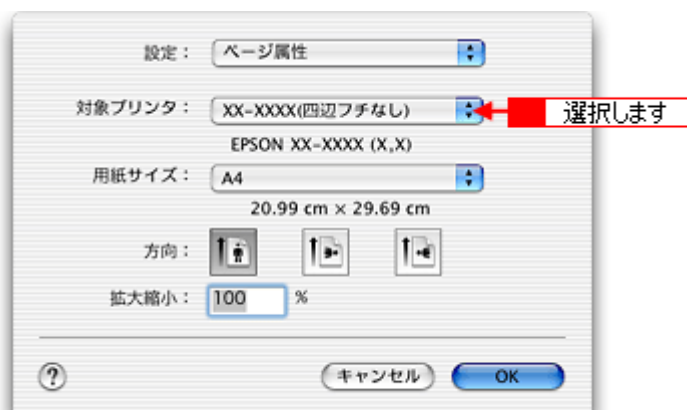 設定： ページ属性
対象プリンタ： XX-XXXX(四辺フチなし) 選択します
EPSON XX-XXXX (X,X)
用紙サイズ： A4
20.99 cm × 29.69 cm
方向：
拡大縮小： 100 %
? キャンセル OK